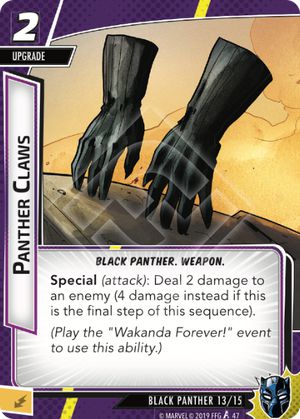 2
UPGRADE
PANTHER CLAWS
BLACK PANTHER. WEAPON.
Special (attack): Deal 2 damage to
an enemy (4 damage instead if this
is the final step of this sequence).
(Play the "Wakanda Forever!" event
to use this ability.)
BLACK PANTHER 13/15
© MARVEL © 2019 FFG 47